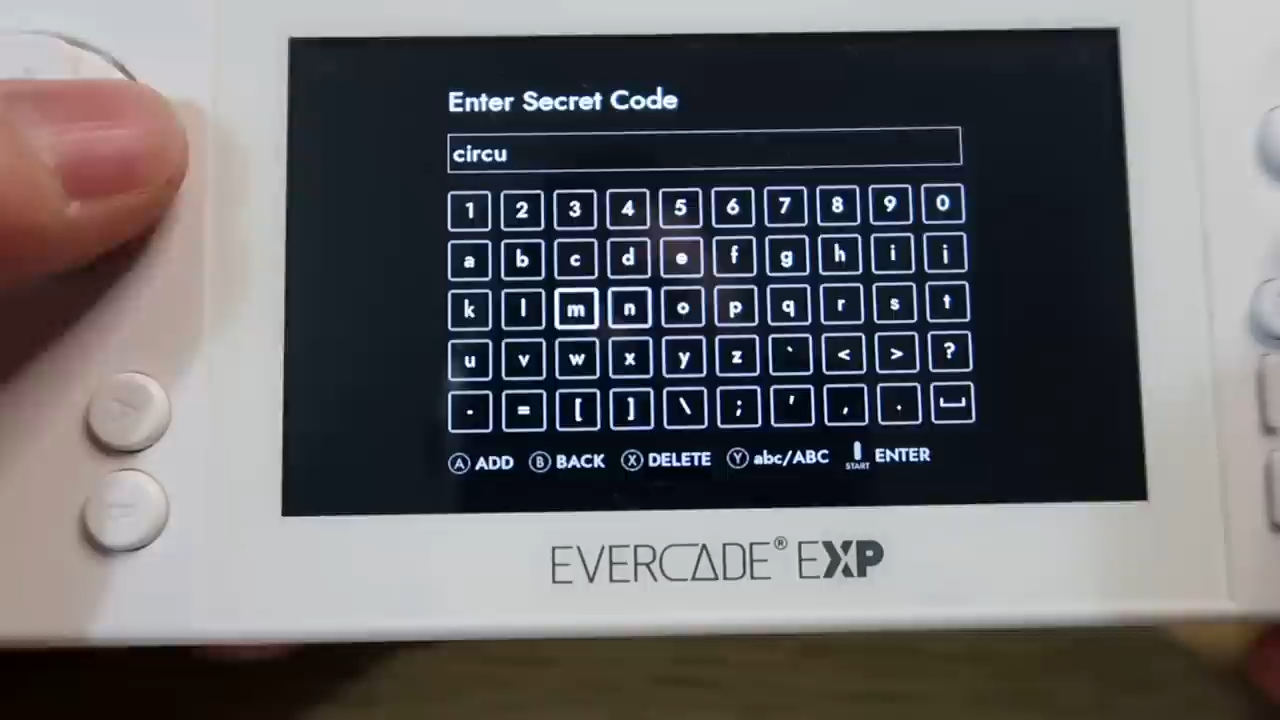 Enter Secret Code
circu
1 2 3 4 5 6 7 8 9 0
a b c d e f g h i j
k l m n o p q r s t
u v w x y z ` < > ?
- = [ ] \ ; ' , .
A ADD B BACK X DELETE Y abc/ABC START ENTER
EVERCADE® EXP